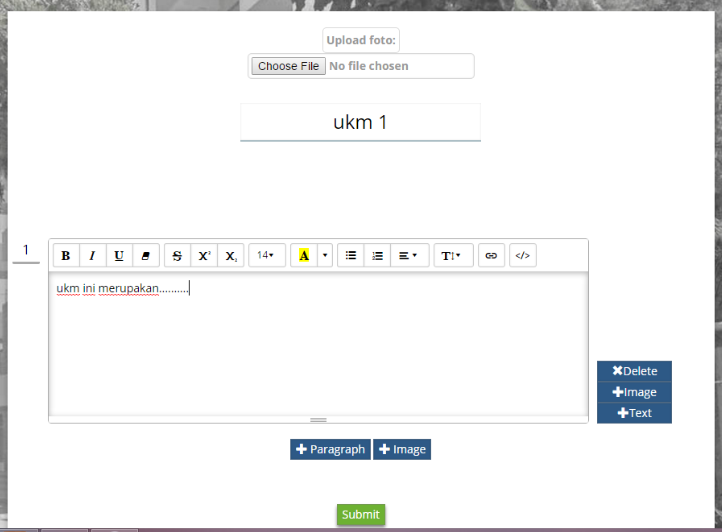 Upload foto:
Choose File No file chosen
ukm 1
1
B I U S X² X₂ 14 A T </>
ukm ini merupakan..........
Delete
Image
Text
Paragraph Image
Submit